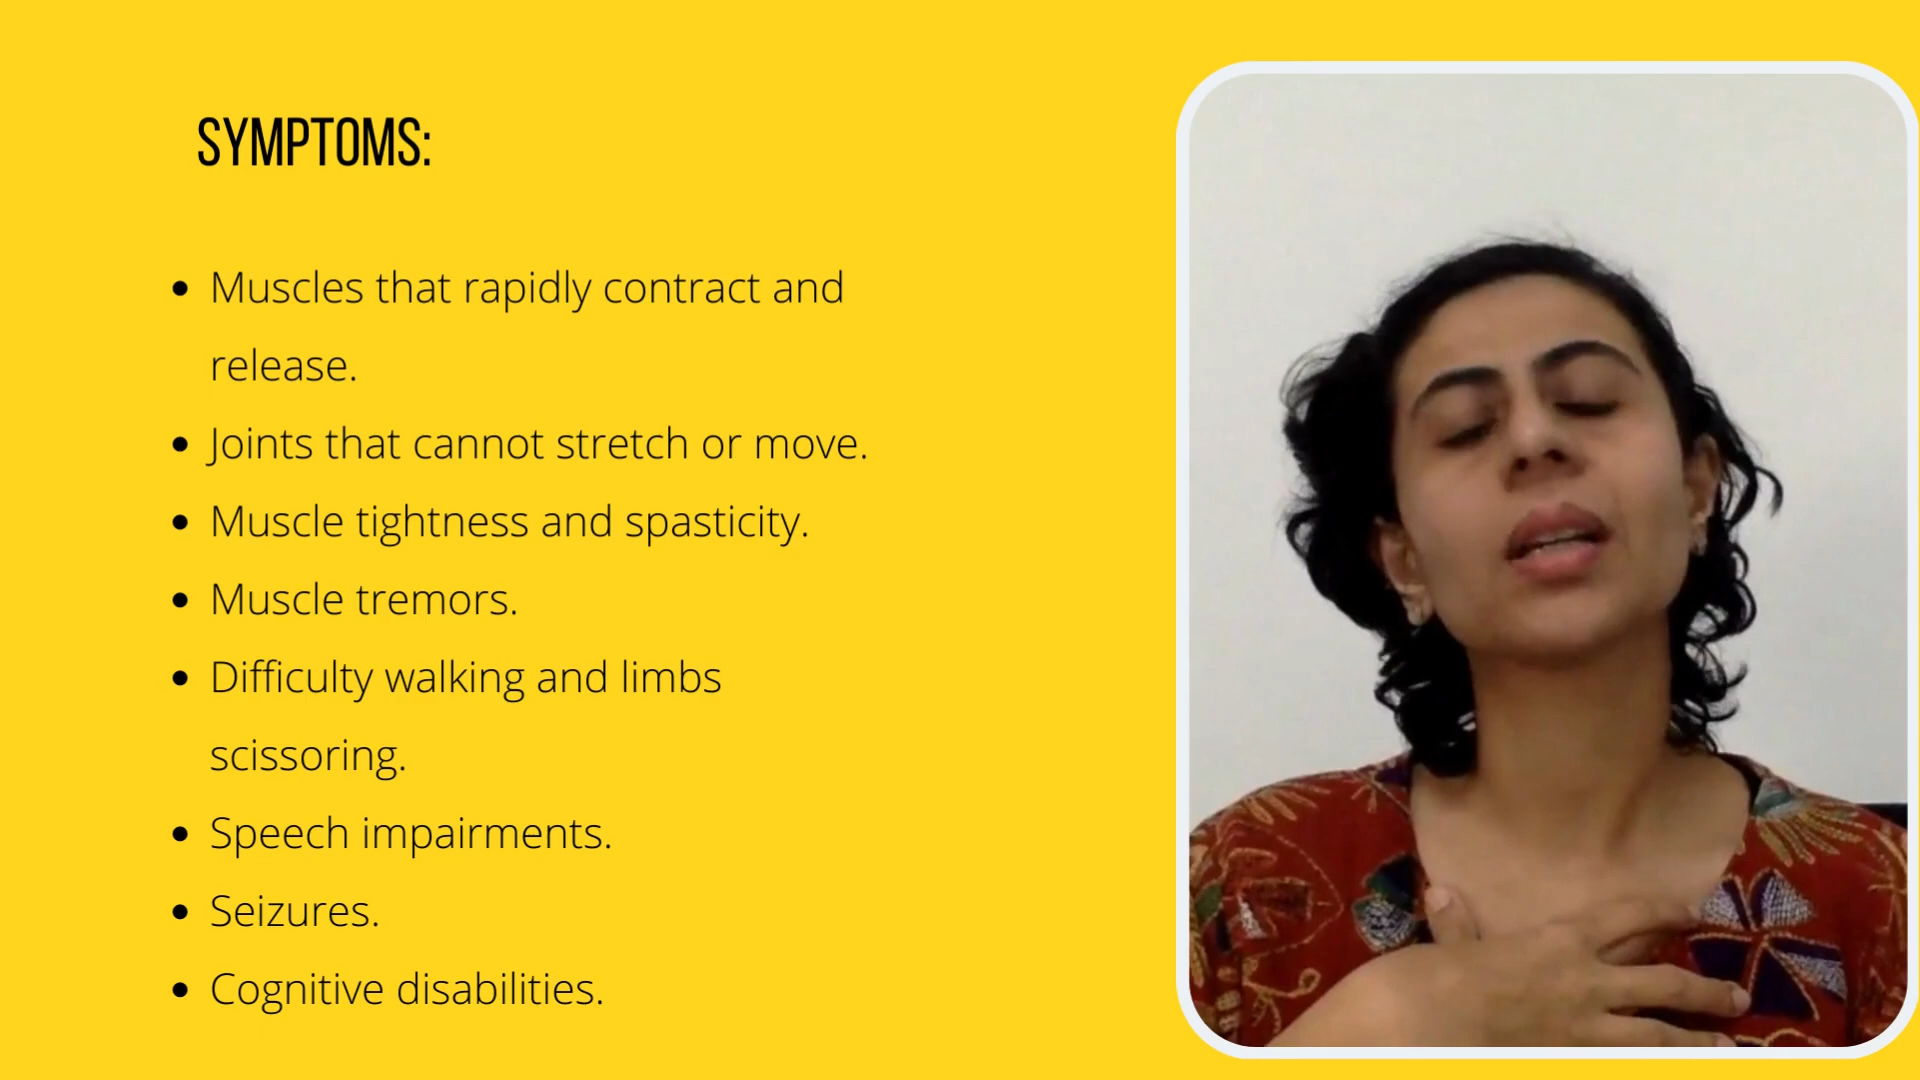 SYMPTOMS:
• Muscles that rapidly contract and
release.
• Joints that cannot stretch or move.
• Muscle tightness and spasticity.
• Muscle tremors.
• Difficulty walking and limbs
scissoring.
• Speech impairments.
• Seizures.
• Cognitive disabilities.